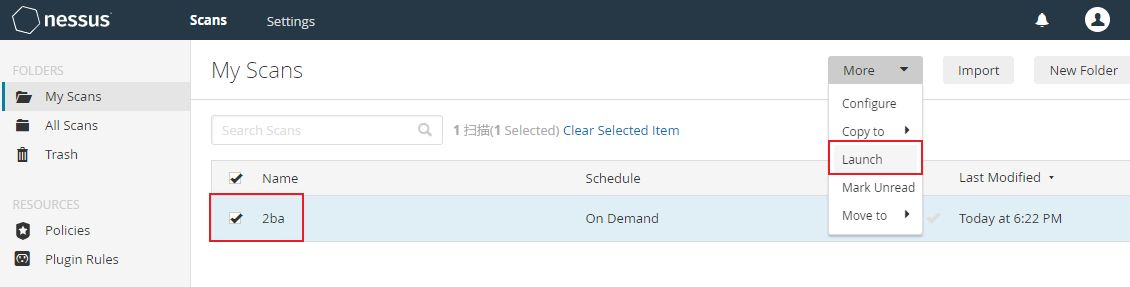 nessus Scans Settings
FOLDERS
My Scans
All Scans
Trash
RESOURCES
Policies
Plugin Rules
My Scans More Import New Folder
Configure
Copy to
Launch
Mark Unread
Move to
Search Scans 1 扫描(1 Selected) Clear Selected Item
Name Schedule Last Modified
2ba On Demand Today at 6:22 PM